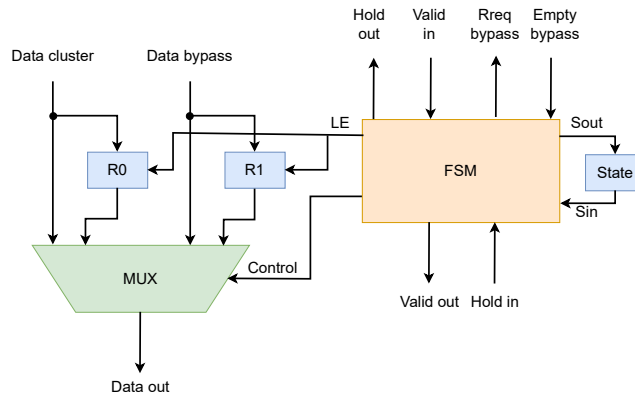 Hold
out
Valid
in
Rreq
bypass
Empty
bypass
Data cluster
Data bypass
LE
Sout
R0
R1
FSM
State
Sin
Control
MUX
Valid out
Hold in
Data out